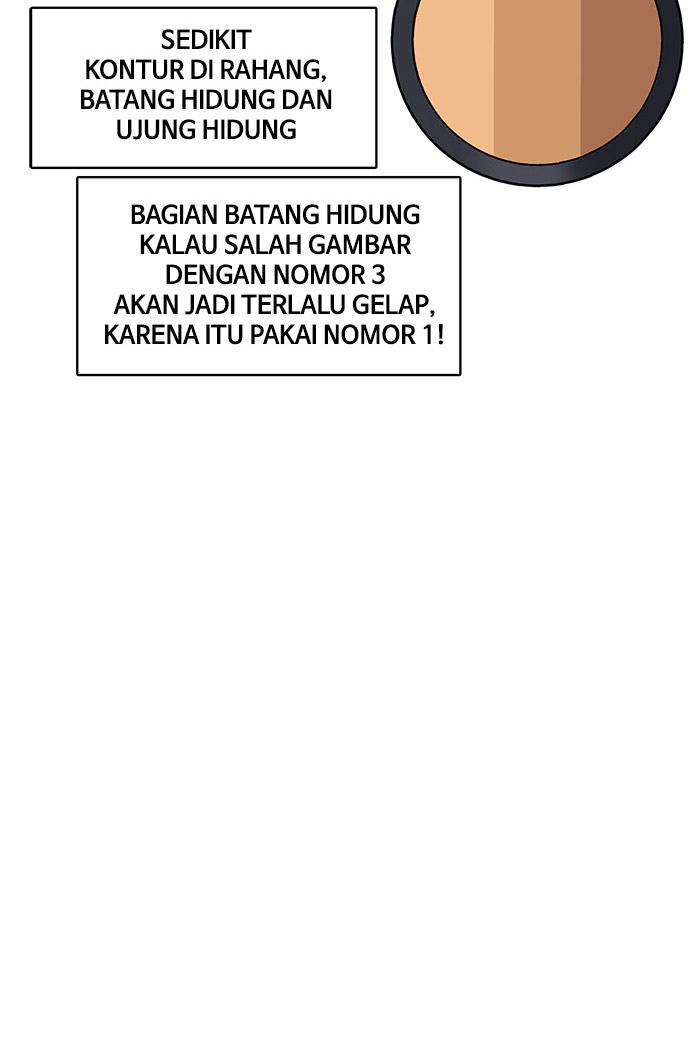 SEDIKIT
KONTUR DI RAHANG,
BATANG HIDUNG DAN
UJUNG HIDUNG
BAGIAN BATANG HIDUNG
KALAU SALAH GAMBAR
DENGAN NOMOR 3
AKAN JADI TERLALU GELAP,
KARENA ITU PAKAI NOMOR 1!